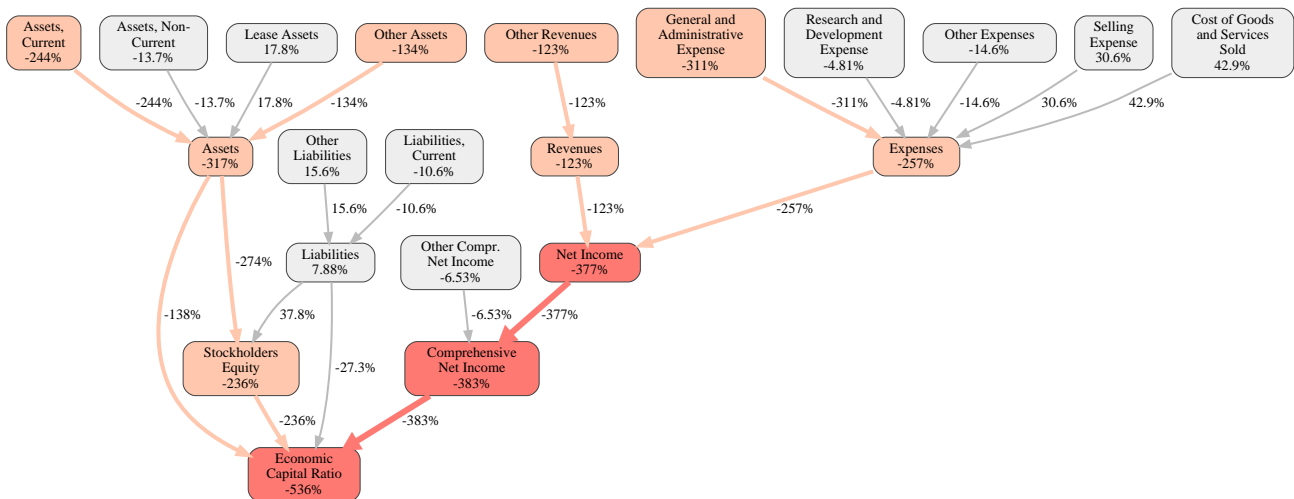 Assets,
Current
-244%
Assets, Non-
Current
-13.7%
Lease Assets
17.8%
Other Assets
-134%
Other Revenues
-123%
General and
Administrative
Expense
-311%
Research and
Development
Expense
-4.81%
Other Expenses
-14.6%
Selling
Expense
30.6%
Cost of Goods
and Services
Sold
42.9%
-244%
-13.7%
17.8%
-134%
-123%
-311%
-4.81%
-14.6%
30.6%
42.9%
Assets
-317%
Other
Liabilities
15.6%
Liabilities,
Current
-10.6%
Revenues
-123%
Expenses
-257%
15.6%
-10.6%
-123%
-257%
-274%
Liabilities
7.88%
Other Compr.
Net Income
-6.53%
Net Income
-377%
-138%
37.8%
-6.53%
-377%
Stockholders
Equity
-236%
-27.3%
Comprehensive
Net Income
-383%
-236%
-383%
Economic
Capital Ratio
-536%